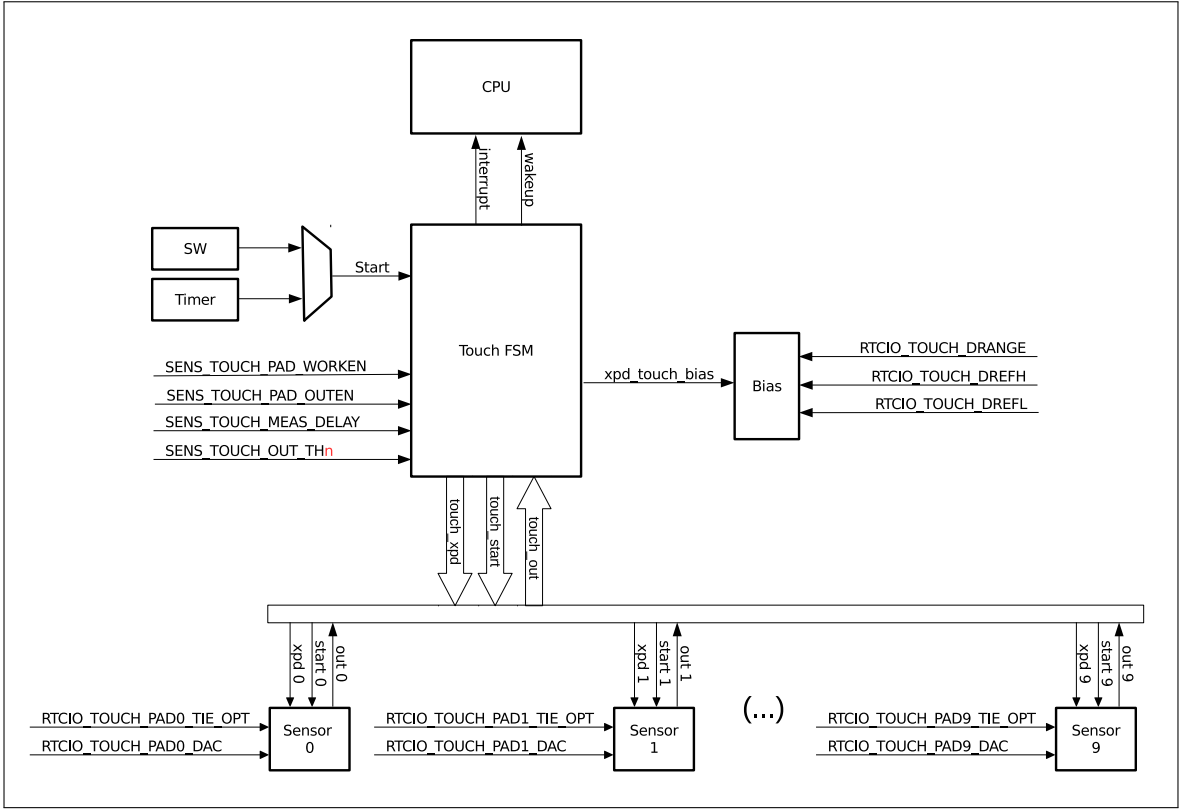 CPU
interrupt
wakeup
SW
Timer
Start
Touch FSM
SENS_TOUCH_PAD_WORKEN
SENS_TOUCH_PAD_OUTEN
SENS_TOUCH_MEAS_DELAY
SENS_TOUCH_OUT_THn
xpd_touch_bias
Bias
RTCIO_TOUCH_DRANGE
RTCIO_TOUCH_DREFH
RTCIO_TOUCH_DREFL
touch_xpd
touch_start
touch_out
xpd 0
start 0
out 0
xpd 1
start 1
out 1
xpd 9
start 9
out 9
RTCIO_TOUCH_PAD0_TIE_OPT
RTCIO_TOUCH_PAD0_DAC
Sensor
0
RTCIO_TOUCH_PAD1_TIE_OPT
RTCIO_TOUCH_PAD1_DAC
Sensor
1
(...)
RTCIO_TOUCH_PAD9_TIE_OPT
RTCIO_TOUCH_PAD9_DAC
Sensor
9